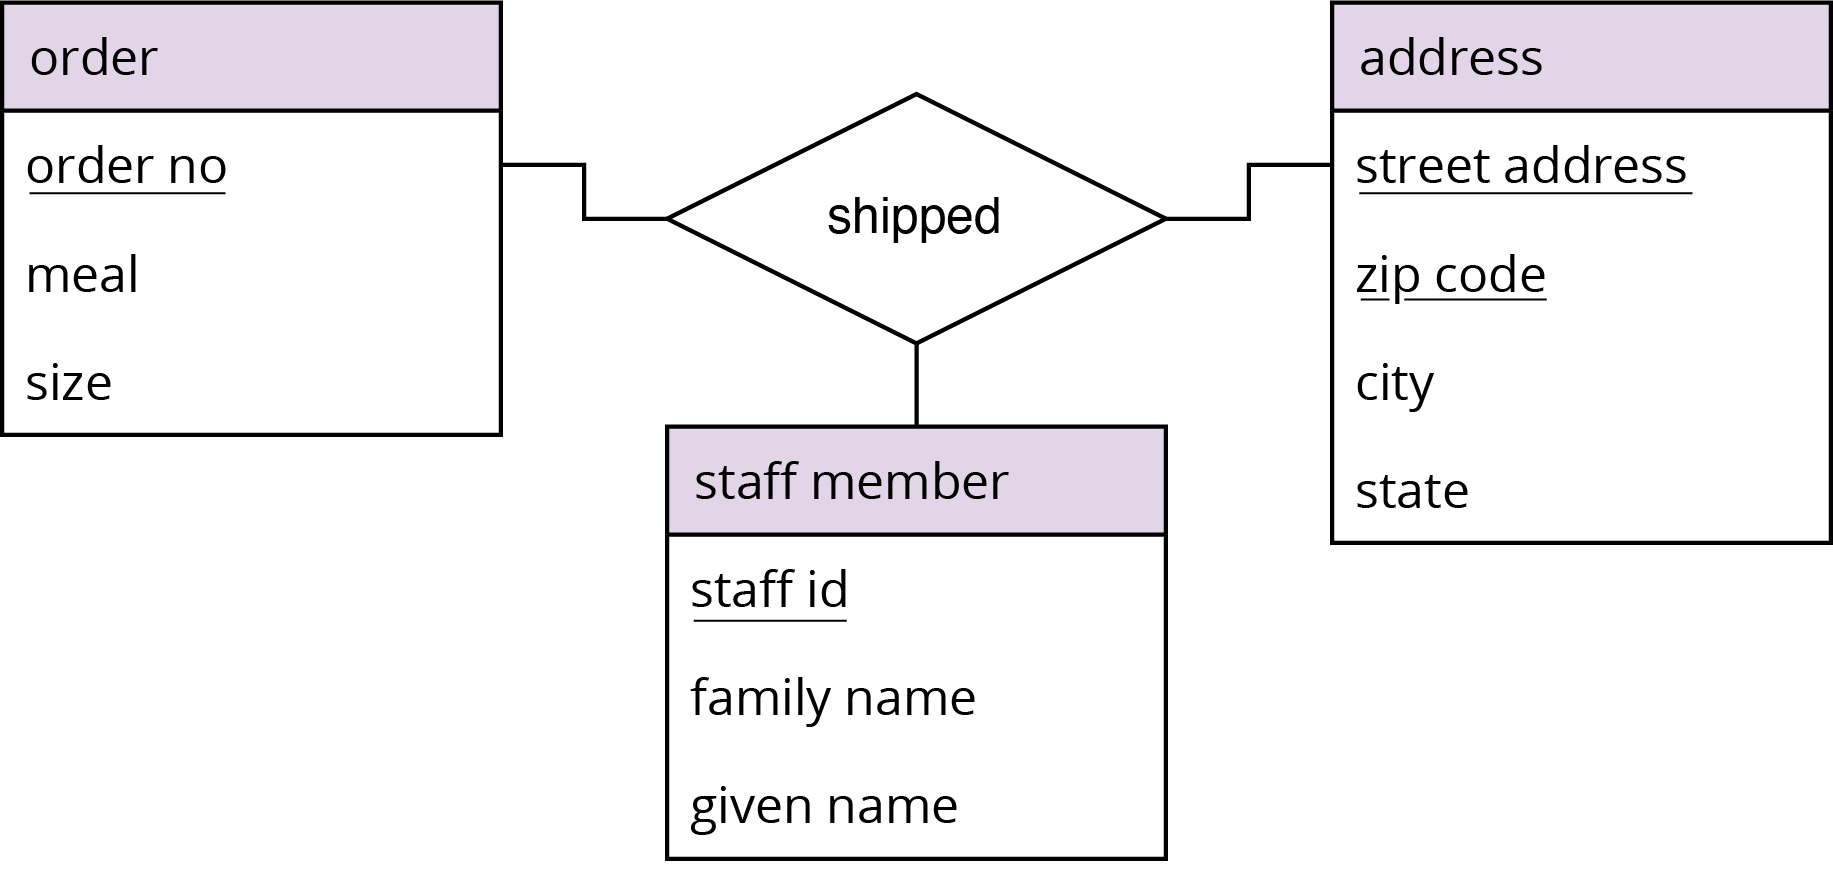 order
order no
meal
size
shipped
address
street address
zip code
city
state
staff member
staff id
family name
given name